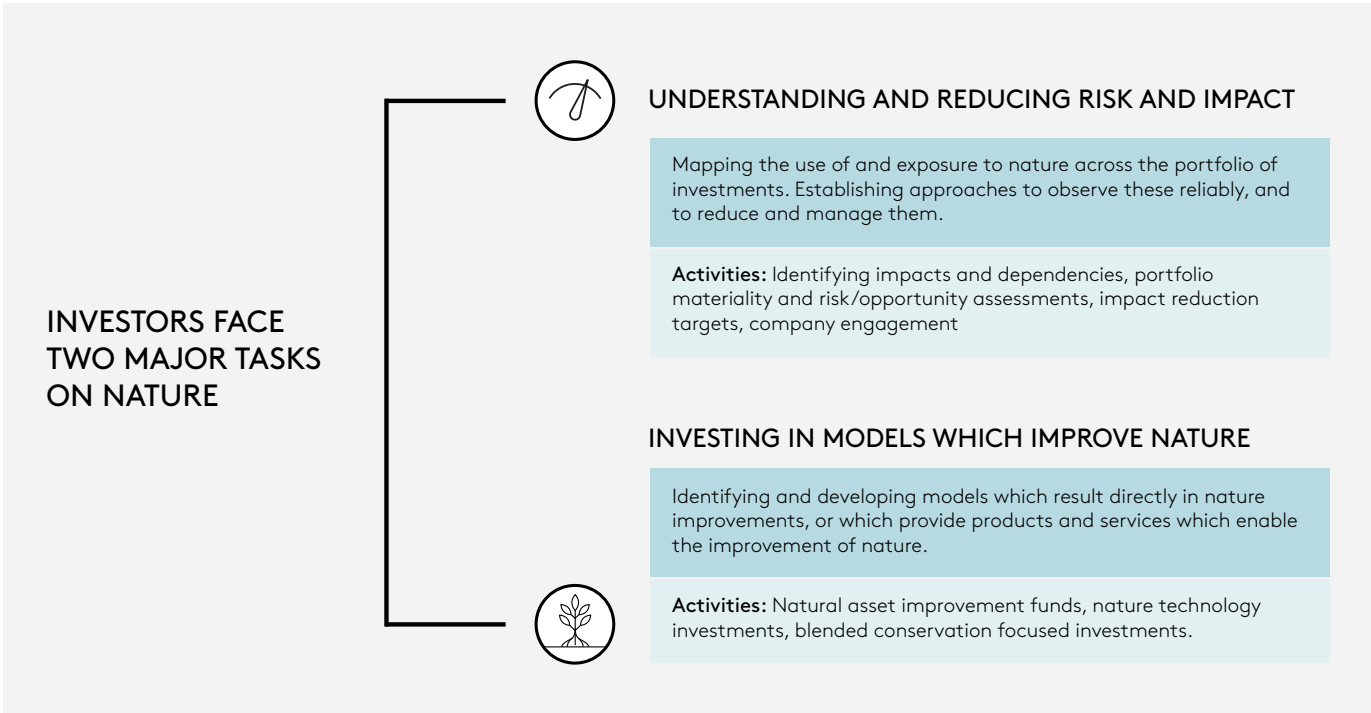 INVESTORS FACE
TWO MAJOR TASKS
ON NATURE
UNDERSTANDING AND REDUCING RISK AND IMPACT
Mapping the use of and exposure to nature across the portfolio of
investments. Establishing approaches to observe these reliably, and
to reduce and manage them.
Activities: Identifying impacts and dependencies, portfolio
materiality and risk/opportunity assessments, impact reduction
targets, company engagement
INVESTING IN MODELS WHICH IMPROVE NATURE
Identifying and developing models which result directly in nature
improvements, or which provide products and services which enable
the improvement of nature.
Activities: Natural asset improvement funds, nature technology
investments, blended conservation focused investments.